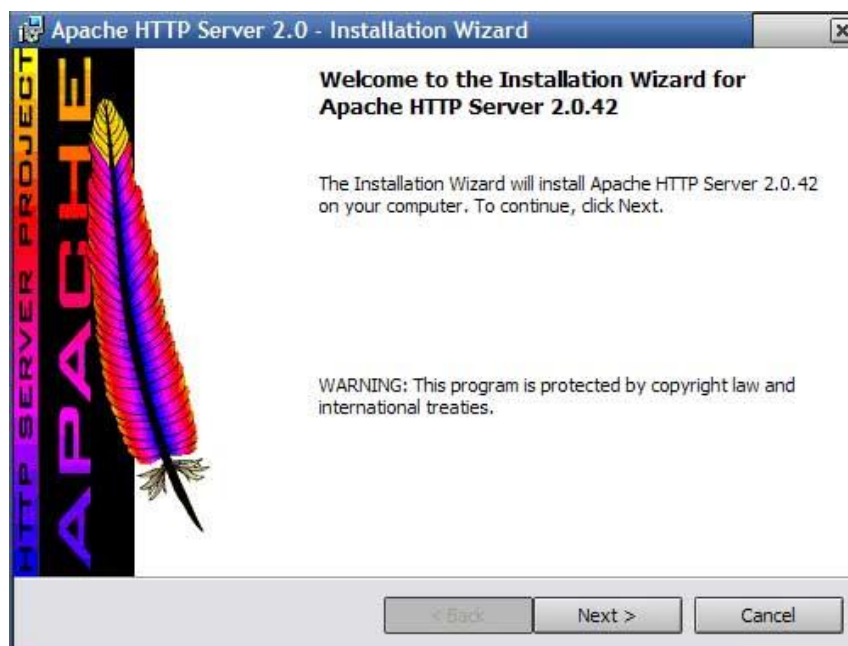 Apache HTTP Server 2.0 - Installation Wizard
HTTP SERVER PROJECT
APACHE
Welcome to the Installation Wizard for
Apache HTTP Server 2.0.42
The Installation Wizard will install Apache HTTP Server 2.0.42
on your computer. To continue, click Next.
WARNING: This program is protected by copyright law and
international treaties.
< Back
Next >
Cancel